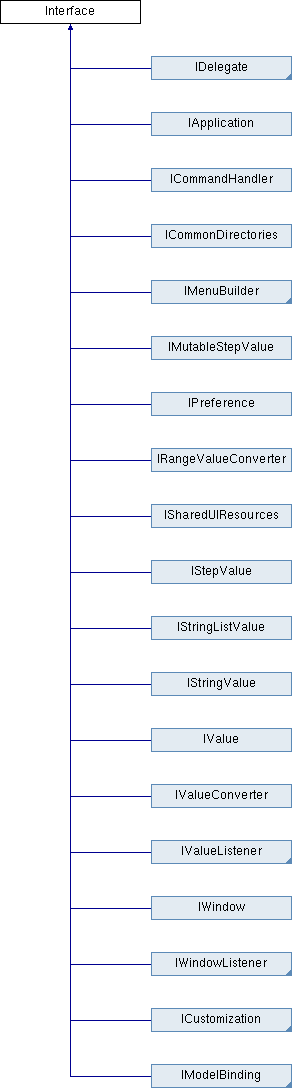 Interface
IDelegate
IApplication
ICommandHandler
ICommonDirectories
IMenuBuilder
IMutableStepValue
IPreference
IRangeValueConverter
ISharedUIResources
IStepValue
IStringListValue
IStringValue
IValue
IValueConverter
IValueListener
IWindow
IWindowListener
ICustomization
IModelBinding